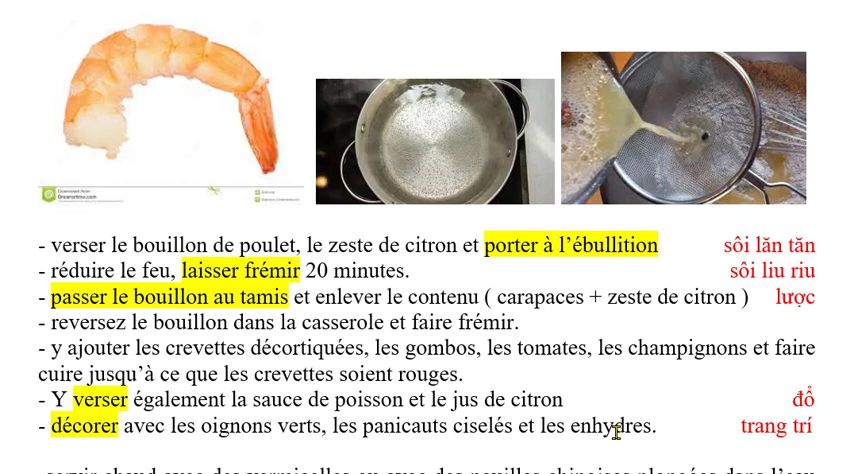 Dreamstime.com
- verser le bouillon de poulet, le zeste de citron et porter à l’ébullition sôi lăn tăn
- réduire le feu, laisser frémir 20 minutes. sôi liu riu
- passer le bouillon au tamis et enlever le contenu ( carapaces + zeste de citron ) lược
- reversez le bouillon dans la casserole et faire frémir.
- y ajouter les crevettes décortiquées, les gombos, les tomates, les champignons et faire
cuire jusqu’à ce que les crevettes soient rouges.
- Y verser également la sauce de poisson et le jus de citron đổ
- décorer avec les oignons verts, les panicauts ciselés et les enhydres. trang trí